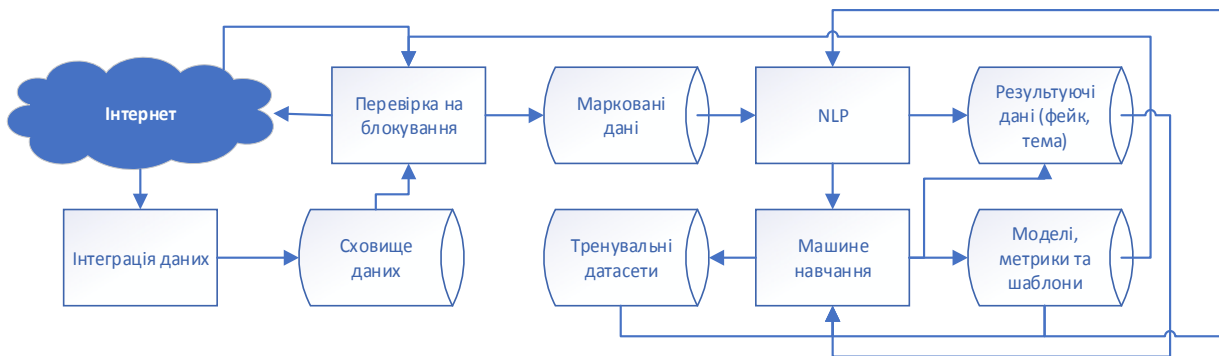 Інтернет
Перевірка на
блокування
Марковані
дані
NLP
Результуючі
дані (фейк,
тема)
Інтеграція даних
Сховище
даних
Тренувальні
датасети
Машине
навчання
Моделі,
метрики та
шаблони